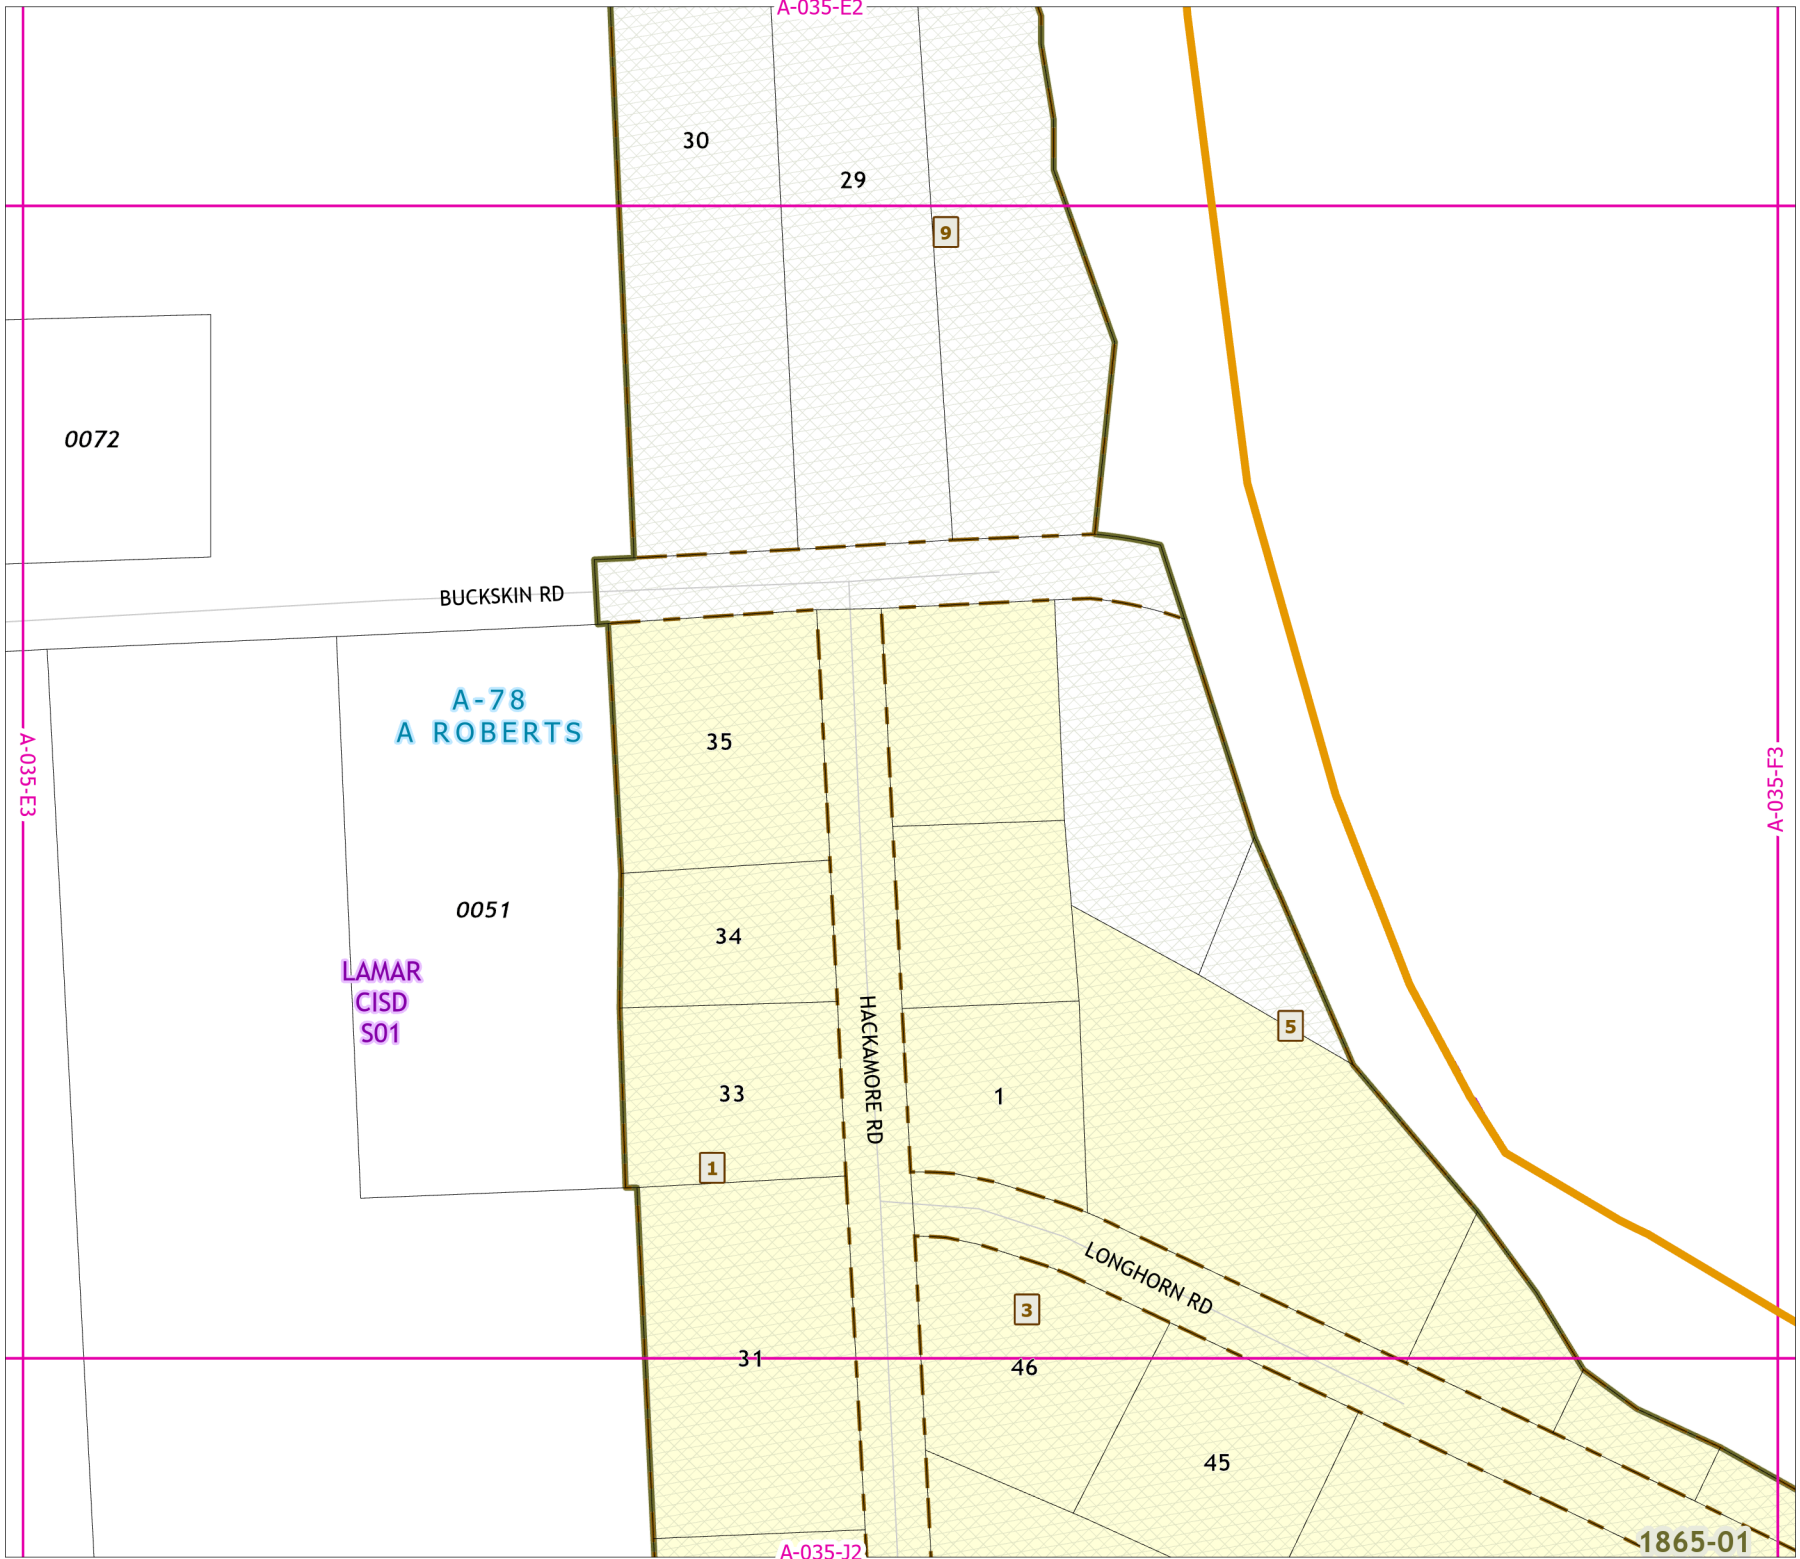 A-035-E2
30
29
9
0072
BUCKSKIN RD
A-78
A ROBERTS
35
A-035-E3
A-035-F3
0051
34
LAMAR
CISD
S01
HACKAMORE RD
5
33
1
1
LONGHORN RD
3
31
46
45
1865-01
A-035-J2